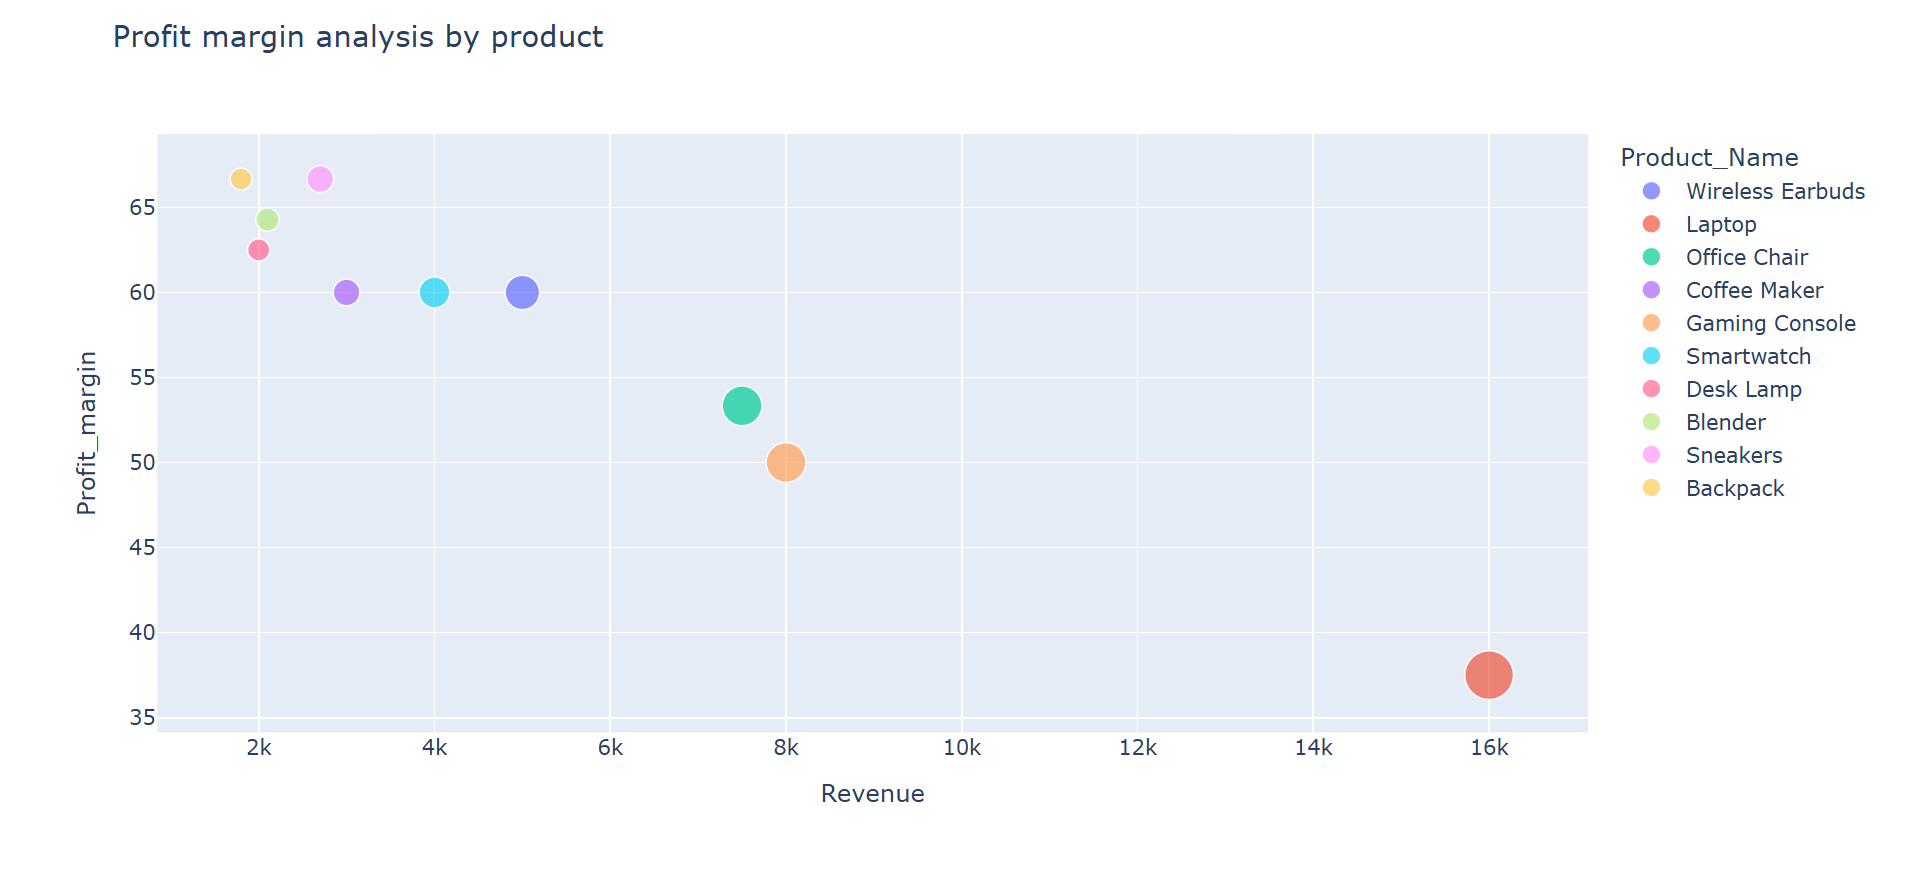 Profit margin analysis by product
Profit_margin
65
60
55
50
45
40
35
2k
4k
6k
8k
10k
12k
14k
16k
Revenue
Product_Name
Wireless Earbuds
Laptop
Office Chair
Coffee Maker
Gaming Console
Smartwatch
Desk Lamp
Blender
Sneakers
Backpack